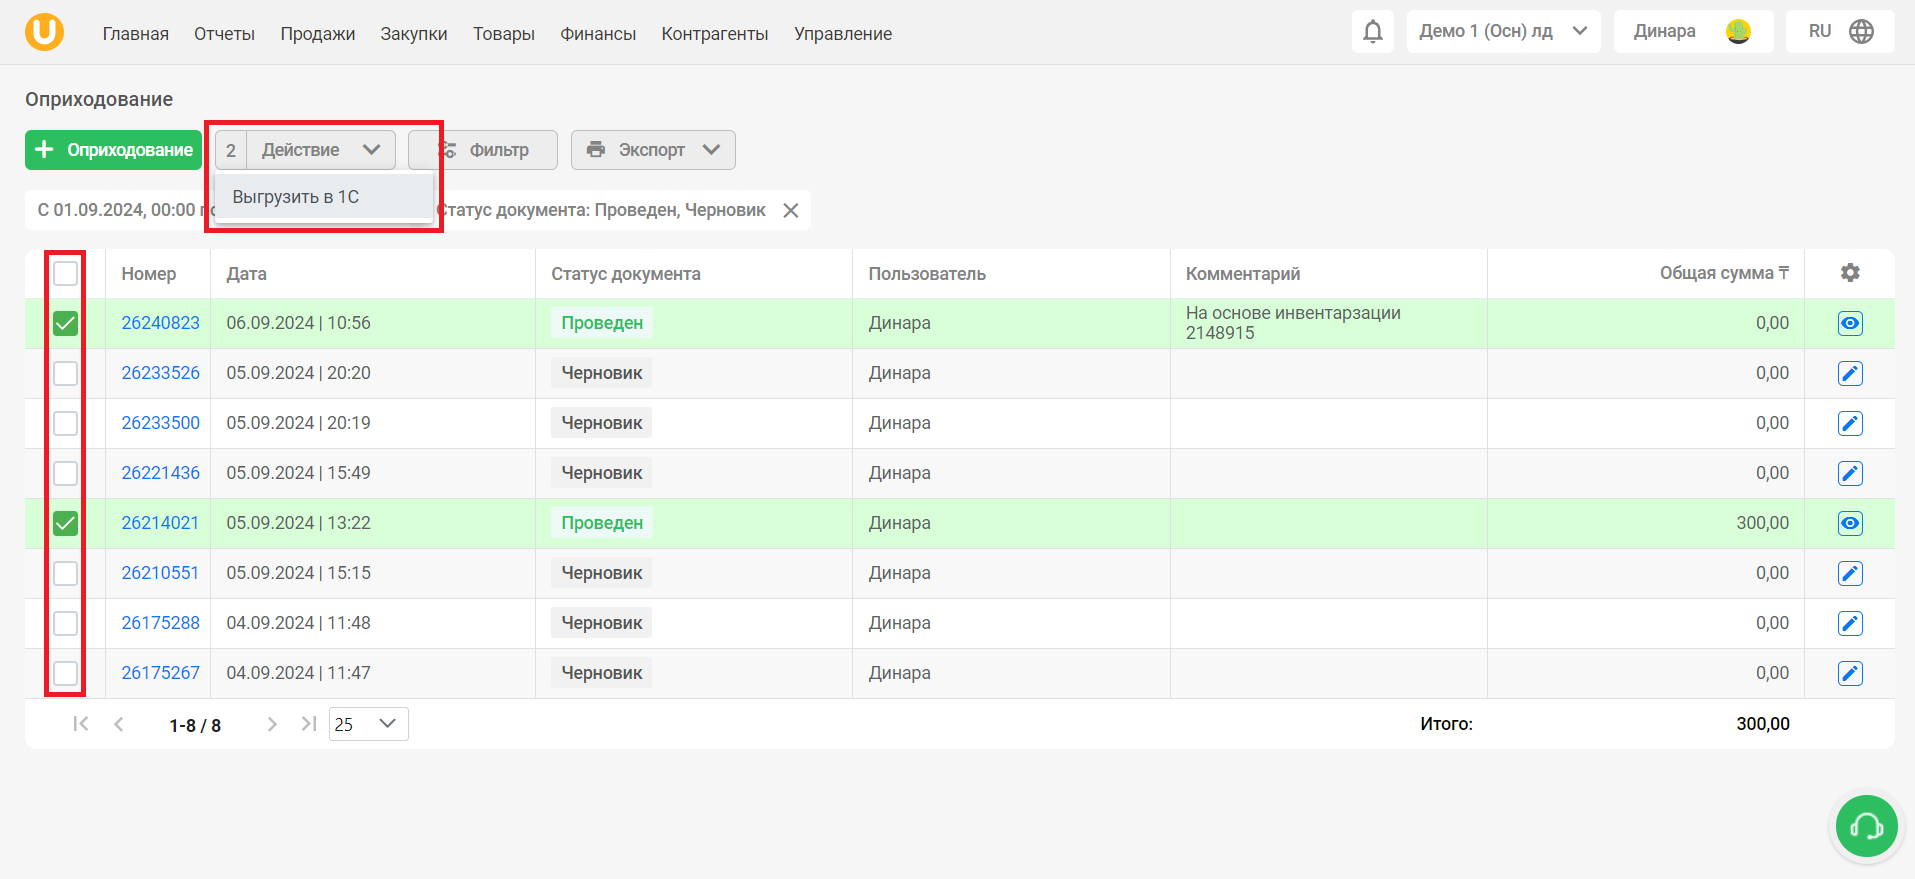 Главная Отчеты Продажи Закупки Товары Финансы Контрагенты Управление Демо 1 (Осн) лд Динара RU
Оприходование
Оприходование 2 Действие Фильтр Экспорт
Выгрузить в 1С
С 01.09.2024, 00:00 Статус документа: Проведен, Черновик
Номер Дата Статус документа Пользователь Комментарий Общая сумма ₸
26240823 06.09.2024 | 10:56 Проведен Динара На основе инвентарзации 0,00
2148915
26233526 05.09.2024 | 20:20 Черновик Динара 0,00
26233500 05.09.2024 | 20:19 Черновик Динара 0,00
26221436 05.09.2024 | 15:49 Черновик Динара 0,00
26214021 05.09.2024 | 13:22 Проведен Динара 300,00
26210551 05.09.2024 | 15:15 Черновик Динара 0,00
26175288 04.09.2024 | 11:48 Черновик Динара 0,00
26175267 04.09.2024 | 11:47 Черновик Динара 0,00
1-8 / 8 25 Итого: 300,00